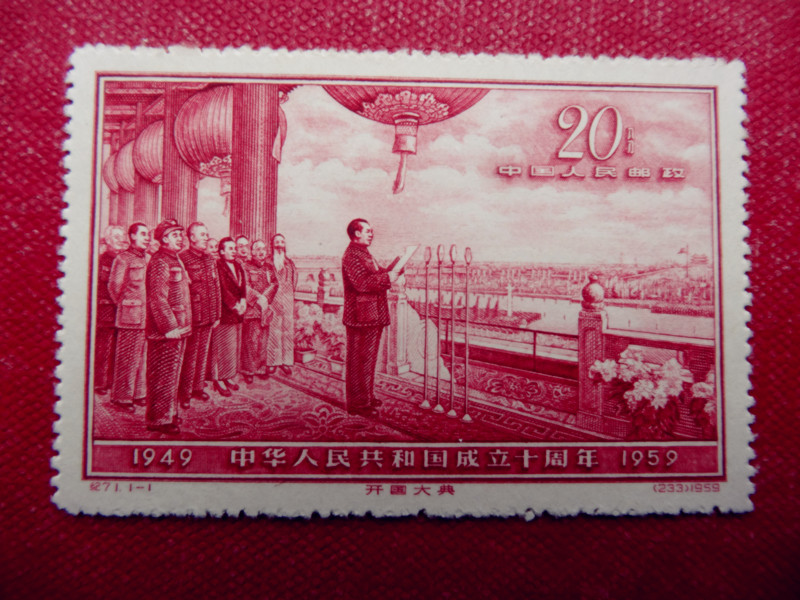 20分
中国人民邮政
1949 中华人民共和国成立十周年 1959
纪71.1-1 开国大典 (233)1959